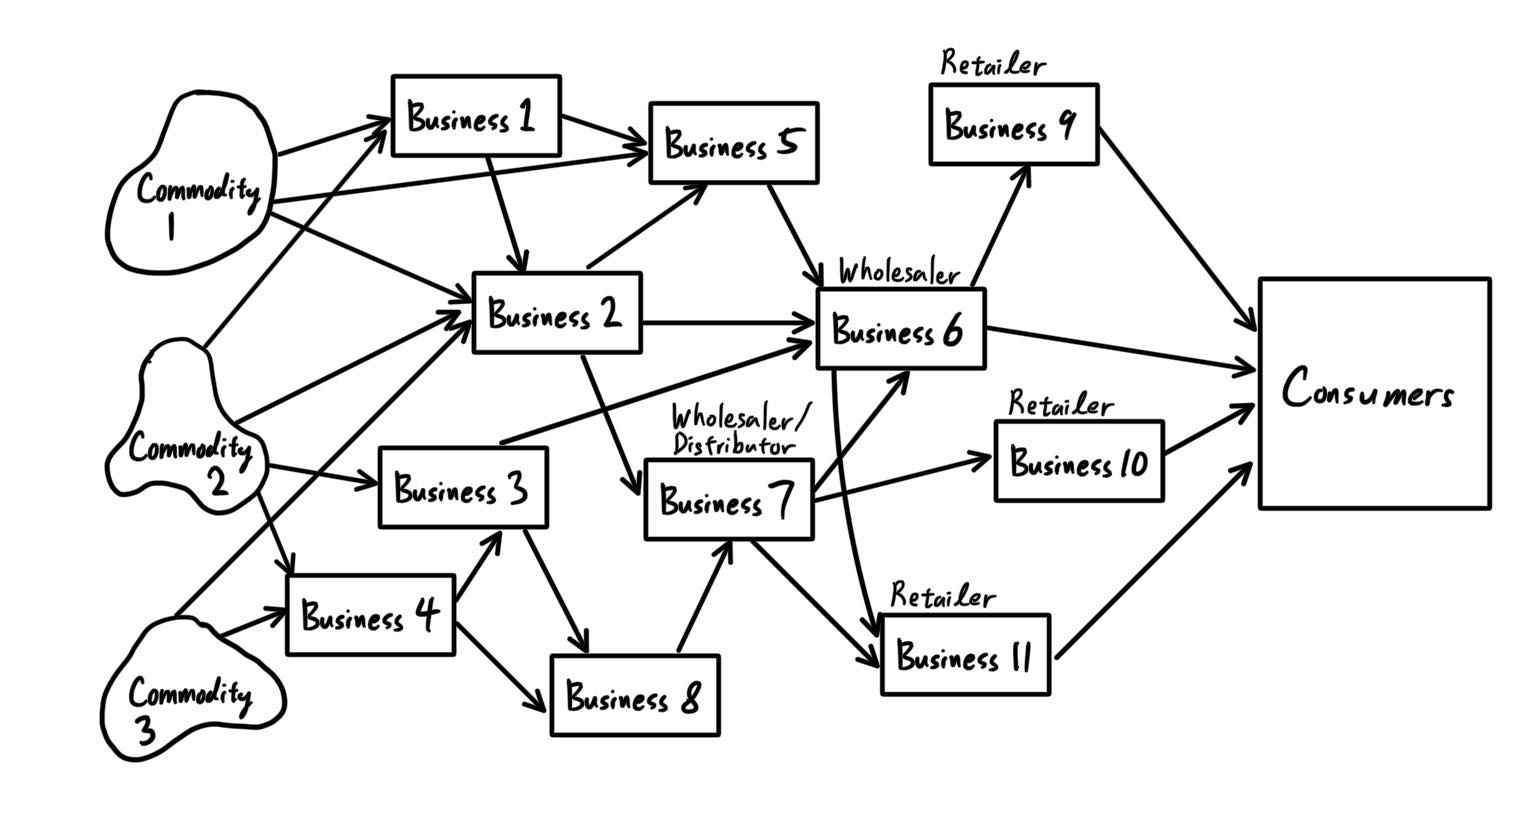 Retailer
Business 9
Business 1
Business 5
Commodity
1
Wholesaler
Business 2
Business 6
Consumers
Retailer
Wholesaler/
Distributor
Commodity
2
Business 3
Business 7
Business 10
Retailer
Business 4
Business 11
Commodity
3
Business 8